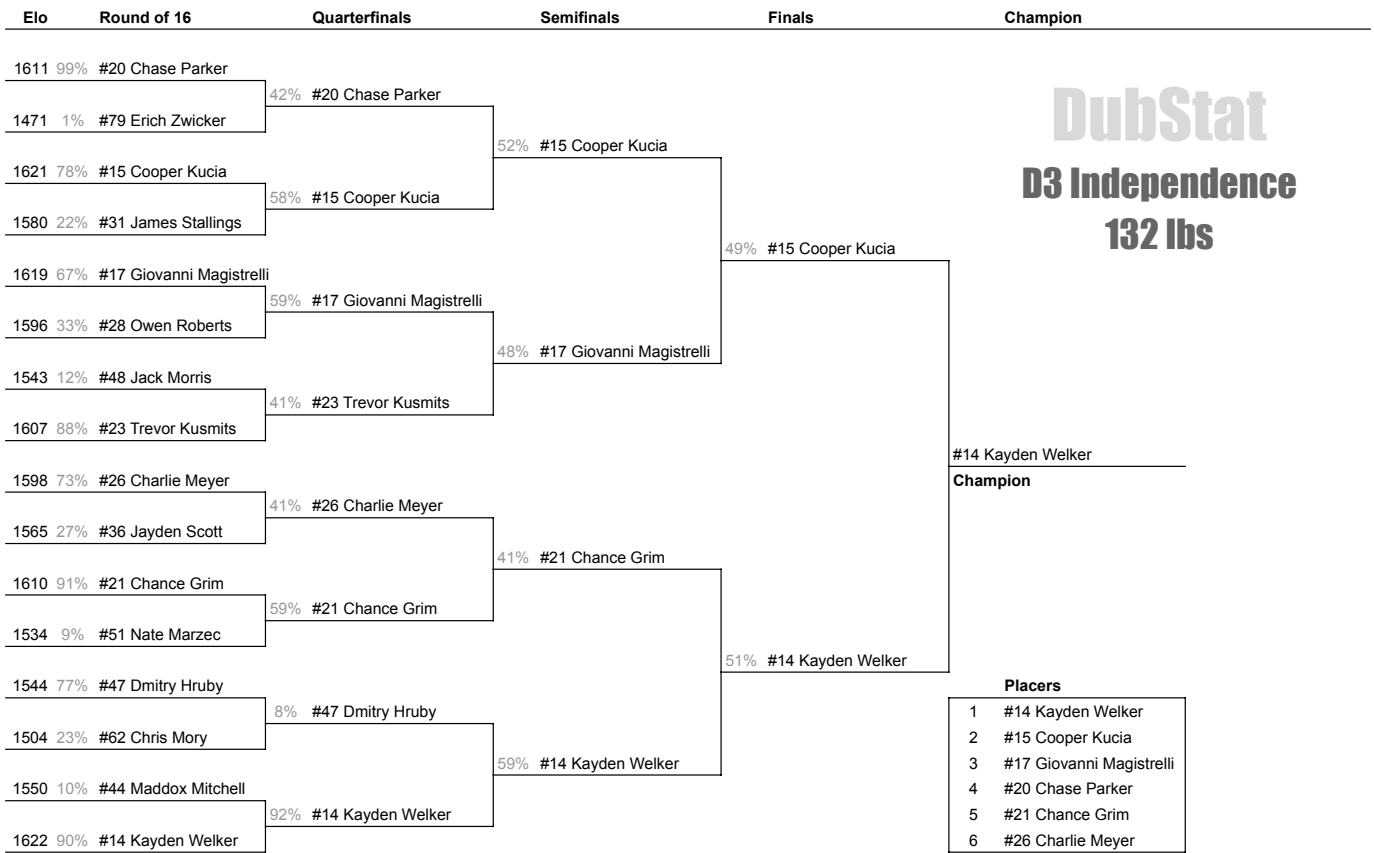 Elo Round of 16 Quarterfinals Semifinals Finals Champion
1611 99% #20 Chase Parker
42% #20 Chase Parker
DubStat
1471 1% #79 Erich Zwicker
52% #15 Cooper Kucia
1621 78% #15 Cooper Kucia
D3 Independence
58% #15 Cooper Kucia
1580 22% #31 James Stallings
132 lbs
49% #15 Cooper Kucia
1619 67% #17 Giovanni Magistrelli
59% #17 Giovanni Magistrelli
1596 33% #28 Owen Roberts
48% #17 Giovanni Magistrelli
1543 12% #48 Jack Morris
41% #23 Trevor Kusmits
1607 88% #23 Trevor Kusmits
#14 Kayden Welker
1598 73% #26 Charlie Meyer
Champion
41% #26 Charlie Meyer
1565 27% #36 Jayden Scott
41% #21 Chance Grim
1610 91% #21 Chance Grim
59% #21 Chance Grim
1534 9% #51 Nate Marzec
51% #14 Kayden Welker
1544 77% #47 Dmitry Hruby
Placers
8% #47 Dmitry Hruby
1 #14 Kayden Welker
1504 23% #62 Chris Mory
2 #15 Cooper Kucia
59% #14 Kayden Welker
3 #17 Giovanni Magistrelli
1550 10% #44 Maddox Mitchell
4 #20 Chase Parker
92% #14 Kayden Welker
5 #21 Chance Grim
1622 90% #14 Kayden Welker
6 #26 Charlie Meyer